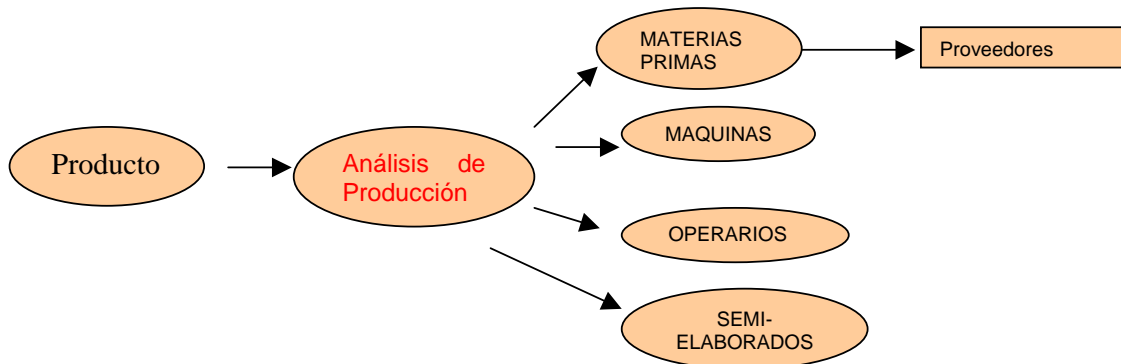 MATERIAS
PRIMAS
Proveedores
MAQUINAS
Producto
Análisis de
Producción
OPERARIOS
SEMI-
ELABORADOS